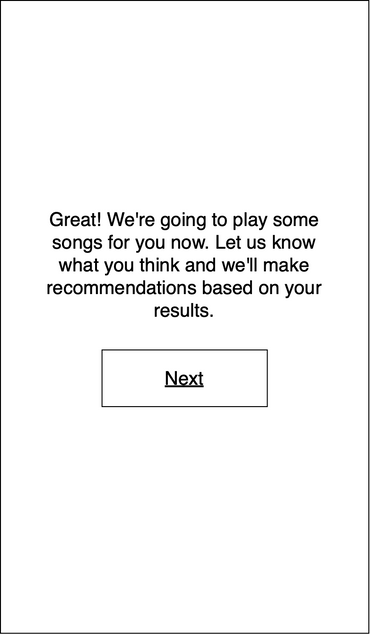 Great! We're going to play some
songs for you now. Let us know
what you think and we'll make
recommendations based on your
results.
Next